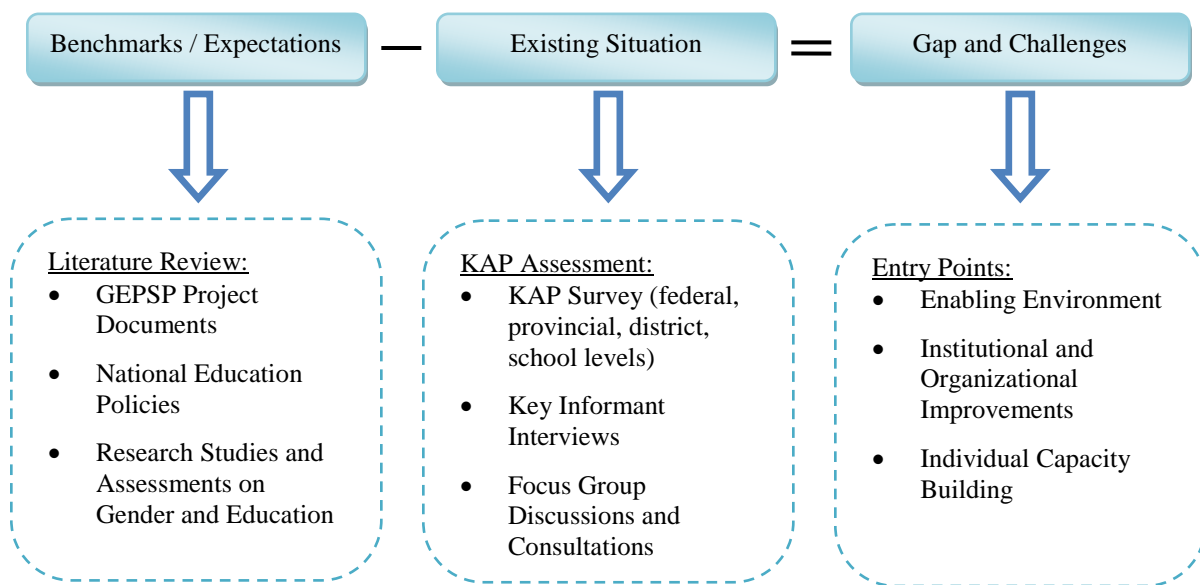 Benchmarks / Expectations
Existing Situation
Gap and Challenges
Literature Review:
• GEPSP Project
Documents
• National Education
Policies
• Research Studies and
Assessments on
Gender and Education
KAP Assessment:
• KAP Survey (federal,
provincial, district,
school levels)
• Key Informant
Interviews
• Focus Group
Discussions and
Consultations
Entry Points:
• Enabling Environment
• Institutional and
Organizational
Improvements
• Individual Capacity
Building